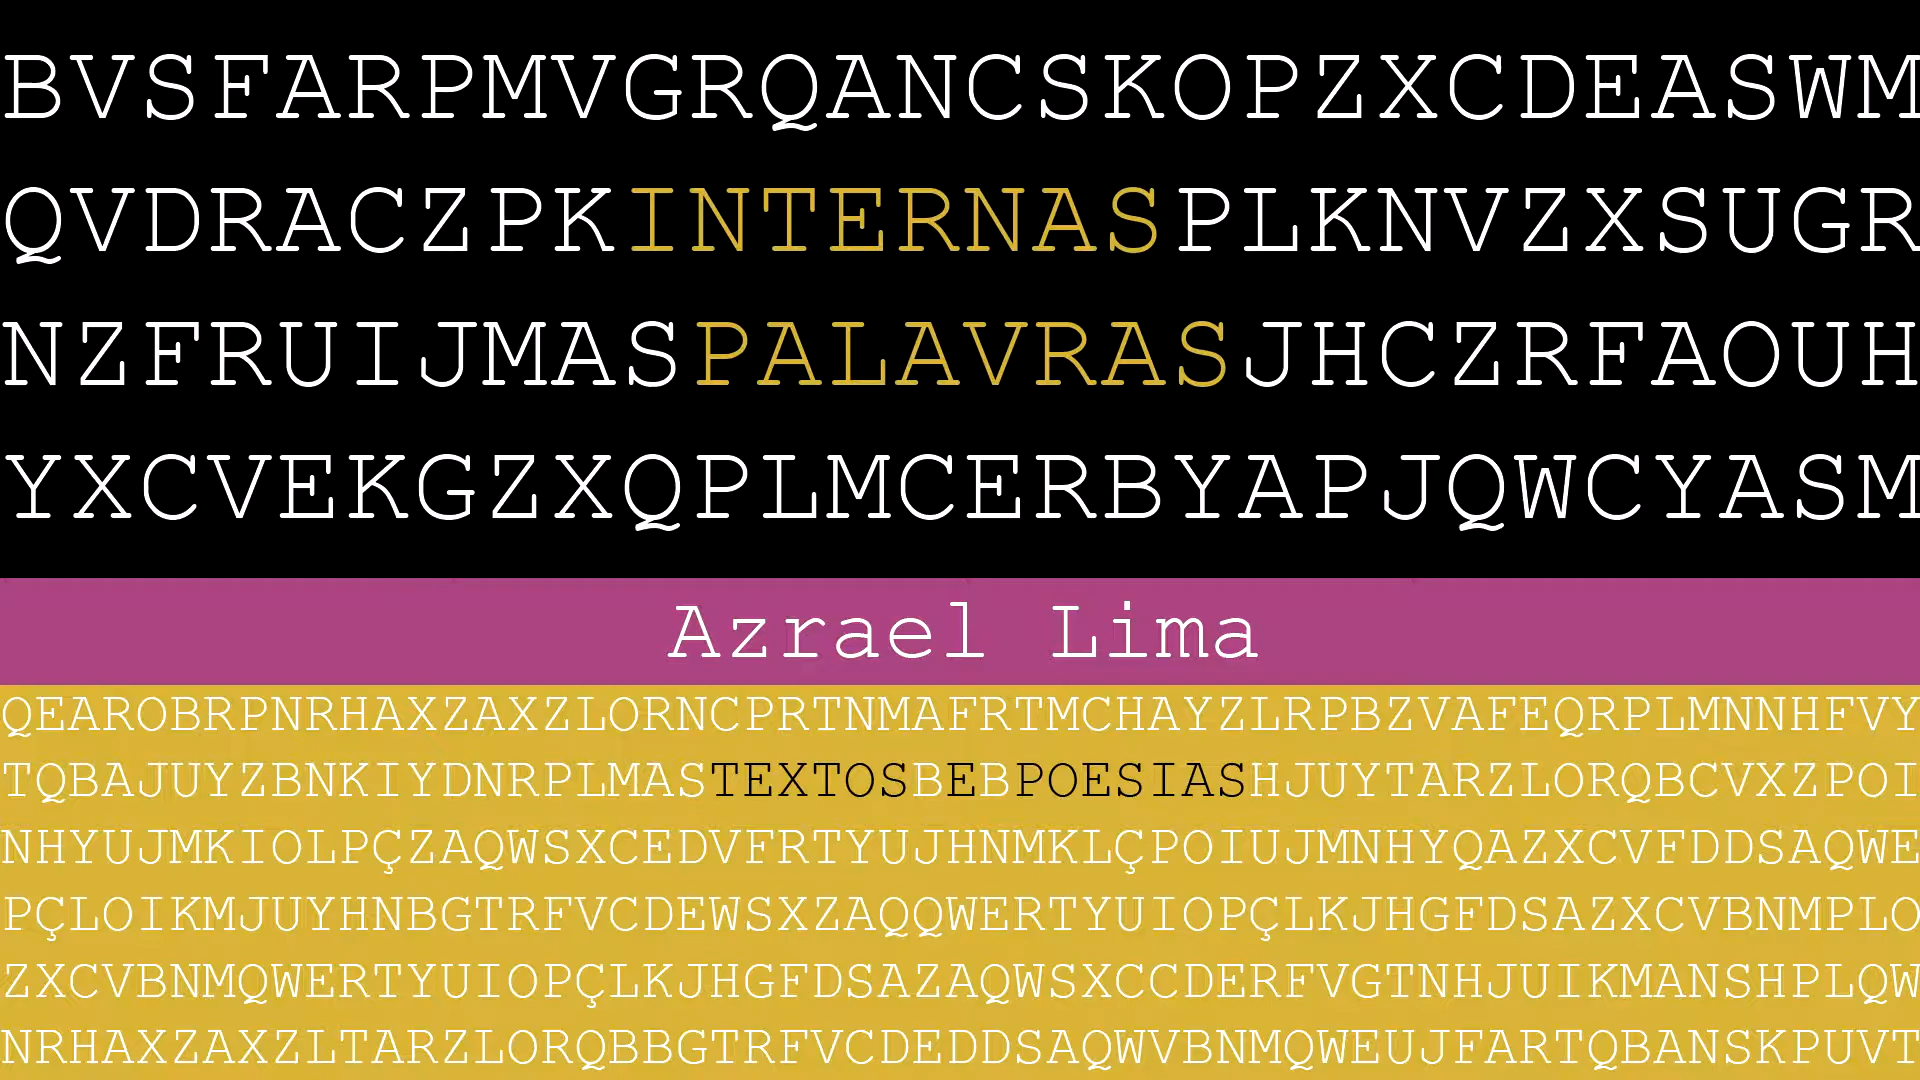 BVSFARPMVGRQANCSKOPZXCDEASWM
QVDRACZPKINTERNASPLKNVZXSUGR
NZFRUIJMASPALAVRASJHCZRFAOUH
YXCVEKGZXQPLMCERBYAPJQWCYASM
Azrael Lima
QEAROBRPNRHAXZAXZLORNCPRTNMAFRTMCHAYZLRPBZVAFEQRPLMNNHFVY
TQBAJUYZBNKIYDNRPLMASTEXTOSBEBPOESIASHJUYTARZLORQBCVXZPOI
NHYUJMKIOLPÇZAQWSXCEDVFRTYUJHNMKLÇPOIUJMNHYQAZXCVFDDSAQWE
PÇLOIKMJUYHNBGTRFVCDEWSXZAQQWERTYUIOPÇLKJHGFDSAZXCVBNMPLO
ZXCVBNMQWERTYUIOPÇLKJHGFDSAZAQWSXCCDERFVGTNHJUIKMANSHPLQW
NRHAXZAXZLTARZLORQBBGTRFVCDEDDSAQWVBNMQWEUJFARTQBANSKPUVT